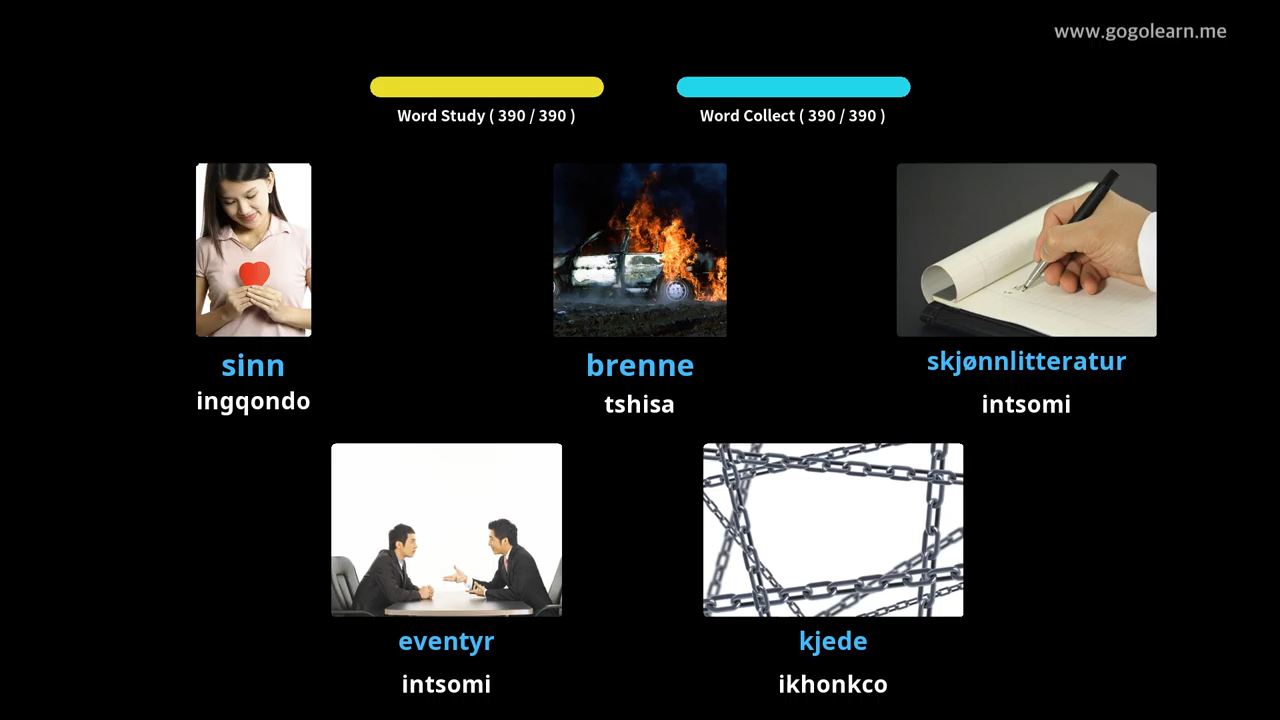 www.gogolearn.me
Word Study ( 390 / 390 )
Word Collect ( 390 / 390 )
sinn
ingqondo
brenne
tshisa
skjønnlitteratur
intsomi
eventyr
intsomi
kjede
ikhonkco